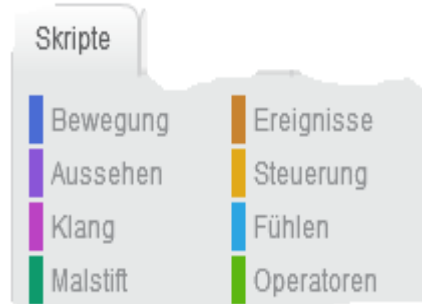 Skripte
Bewegung Ereignisse
Aussehen Steuerung
Klang Fühlen
Malstift Operatoren